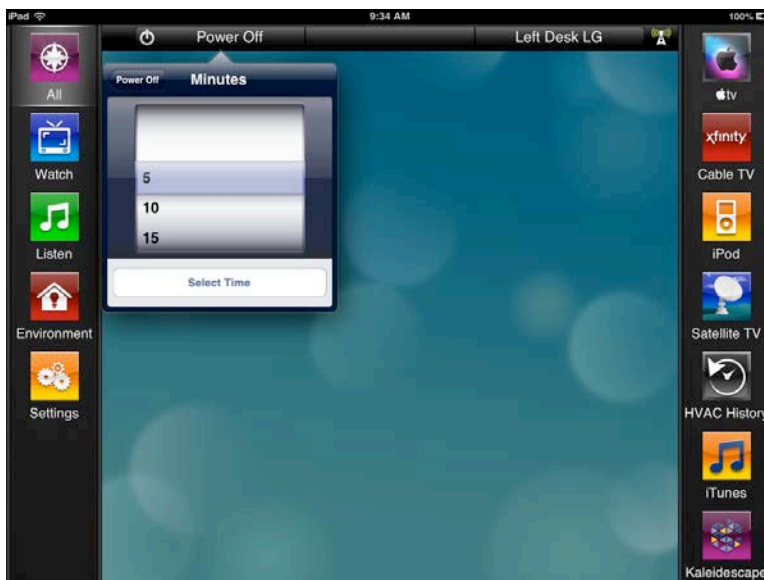 iPad 9:34 AM 100%
Power Off Left Desk LG
Power Off Minutes
5
10
15
Select Time
All
Watch
Listen
Environment
Settings
tv
xfinity
Cable TV
iPod
Satellite TV
HVAC History
iTunes
Kaleidescape